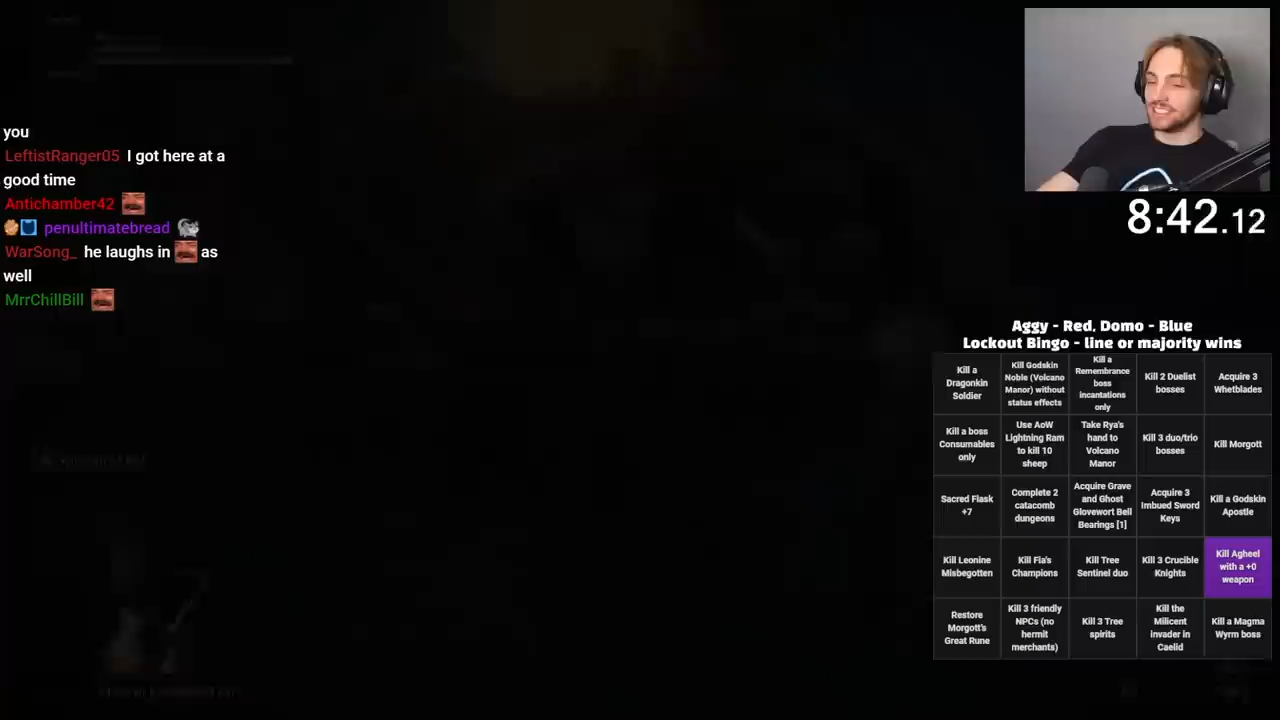 you
LeftistRanger05 I got here at a
good time
Antichamber42
penultimatebread
WarSong_ he laughs in as
well
MrrChillBill
8:42.12
Aggy - Red, Domo - Blue
Lockout Bingo - line or majority wins
Kill a
Dragonkin
Soldier
Kill Godskin
Noble (Volcano
Manor) without
status effects
Kill a
Remembrance
boss
incantations
only
Kill 2 Duelist
bosses
Acquire 3
Whetblades
Kill a boss
Consumables
only
Use AoW
Lightning Ram
to kill 10
sheep
Take Rya's
hand to
Volcano
Manor
Kill 3 duo/trio
bosses
Kill Morgott
Sacred Flask
+7
Complete 2
catacomb
dungeons
Acquire Grave
and Ghost
Glovewort Bell
Bearings [1]
Acquire 3
Imbued Sword
Keys
Kill a Godskin
Apostle
Kill Leonine
Misbegotten
Kill Fia's
Champions
Kill Tree
Sentinel duo
Kill 3 Crucible
Knights
Kill Agheel
with a +0
weapon
Restore
Morgott's
Great Rune
Kill 3 friendly
NPCs (no
hermit
merchants)
Kill 3 Tree
spirits
Kill the
Milicent
invader in
Caelid
Kill a Magma
Wyrm boss